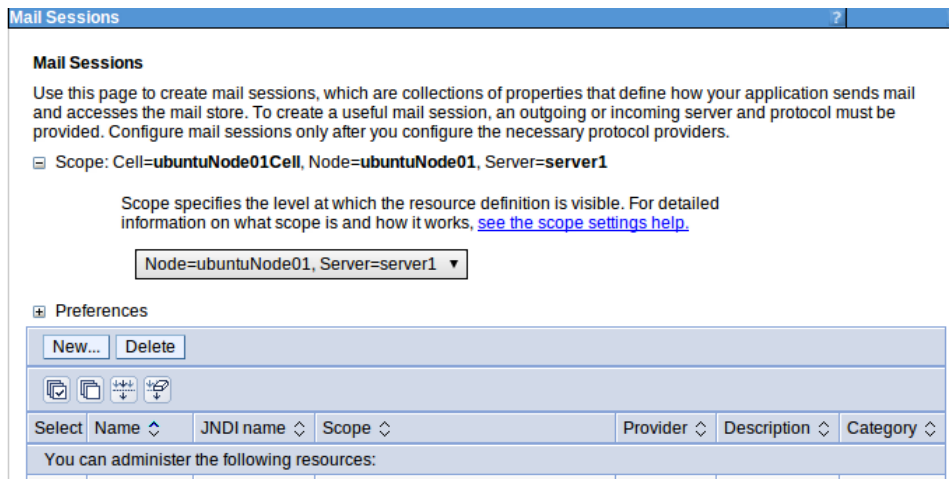 Mail Sessions ?
Mail Sessions
Use this page to create mail sessions, which are collections of properties that define how your application sends mail
and accesses the mail store. To create a useful mail session, an outgoing or incoming server and protocol must be
provided. Configure mail sessions only after you configure the necessary protocol providers.
Scope: Cell=ubuntuNode01Cell, Node=ubuntuNode01, Server=server1
Scope specifies the level at which the resource definition is visible. For detailed
information on what scope is and how it works, see the scope settings help.
Node=ubuntuNode01, Server=server1
Preferences
New... Delete
Select Name JNDI name Scope Provider Description Category
You can administer the following resources: